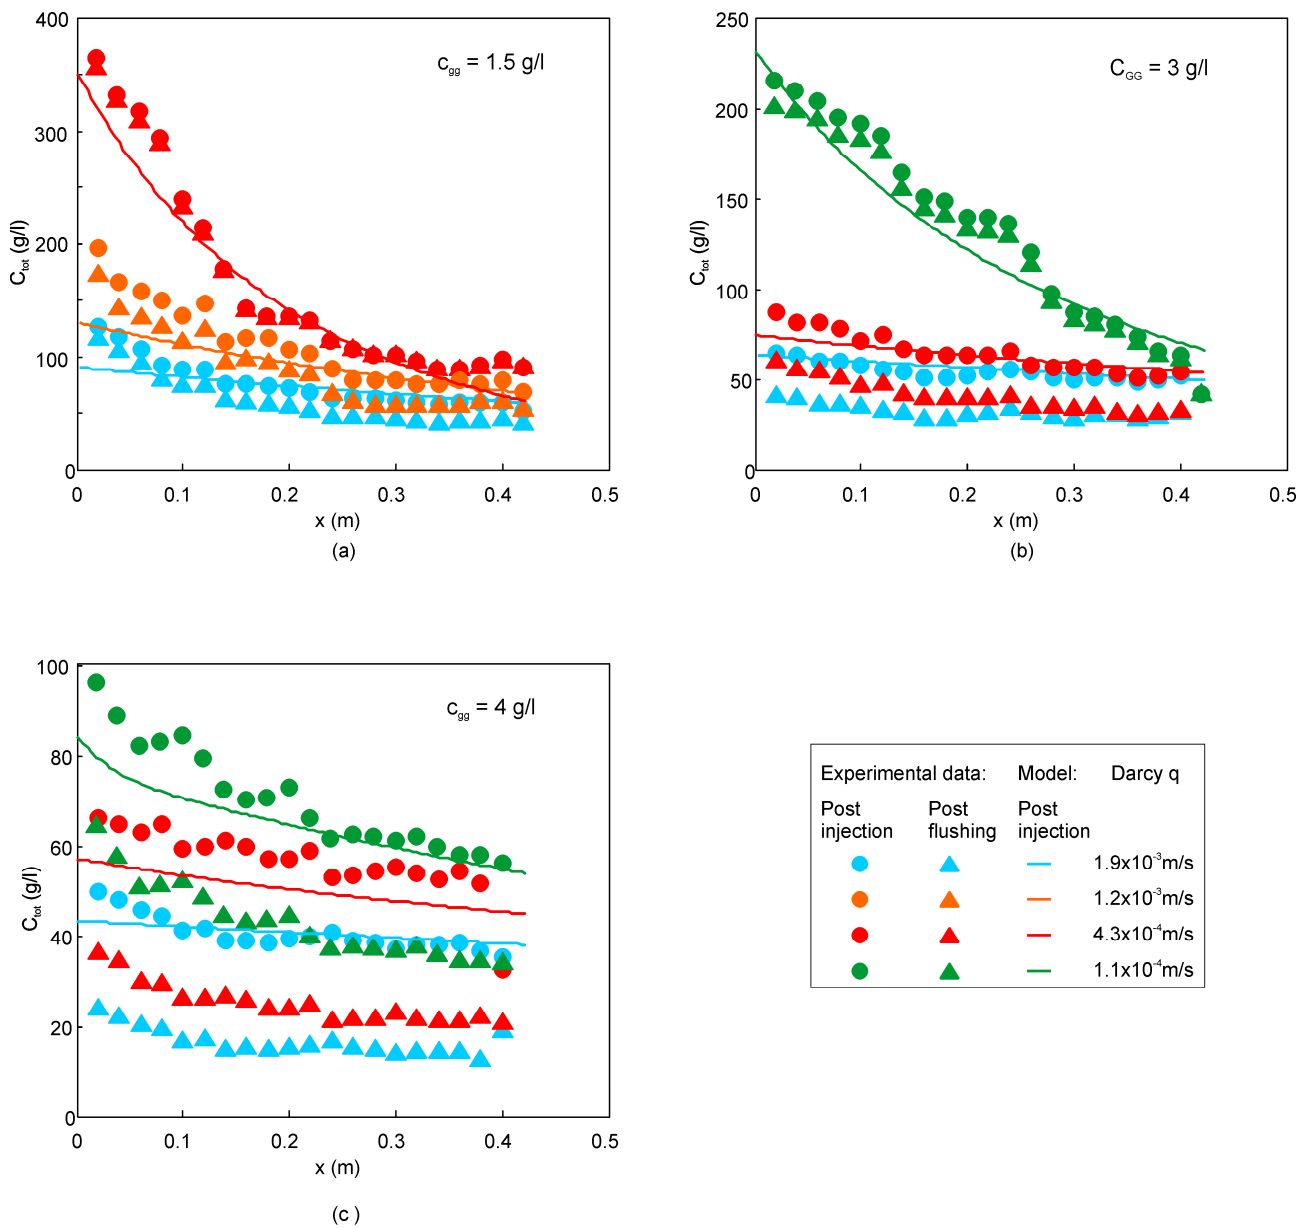 400
350
300
250
200
150
100
50
0
C_tot (g/l)
c_gg = 1.5 g/l
0 0.1 0.2 0.3 0.4 0.5
x (m)
(a)
250
200
150
100
50
0
C_tot (g/l)
C_GG = 3 g/l
0 0.1 0.2 0.3 0.4 0.5
x (m)
(b)
100
80
60
40
20
0
C_tot (g/l)
c_gg = 4 g/l
0 0.1 0.2 0.3 0.4 0.5
x (m)
(c )
Experimental data: Model: Darcy q
Post Post Post
injection flushing injection
1.9x10⁻³m/s
1.2x10⁻³m/s
4.3x10⁻⁴m/s
1.1x10⁻⁴m/s